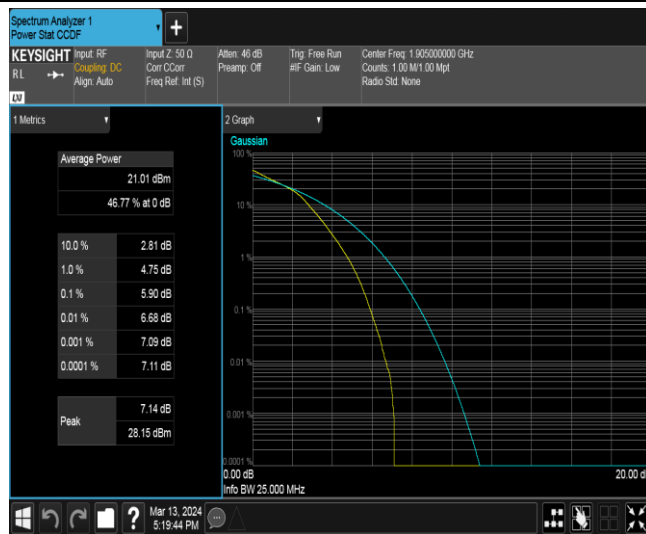 Spectrum Analyzer 1
Power Stat CCDF
+
KEYSIGHT
RL
Input: RF
Coupling: DC
Align: Auto
Input Z: 50 Ω
Corr CCorr
Freq Ref: Int (S)
Atten: 46 dB
Preamp: Off
Trig: Free Run
#IF Gain: Low
Center Freq: 1.905000000 GHz
Counts: 1.00 M/1.00 Mpt
Radio Std: None
LXI
1 Metrics
Average Power
21.01 dBm
46.77 % at 0 dB
10.0 % 2.81 dB
1.0 % 4.75 dB
0.1 % 5.90 dB
0.01 % 6.68 dB
0.001 % 7.09 dB
0.0001 % 7.11 dB
Peak
7.14 dB
28.15 dBm
2 Graph
Gaussian
100 %
10 %
1 %
0.1 %
0.01 %
0.001 %
0.0001 %
0.00 dB
20.00 d
Info BW 25.000 MHz
?
Mar 13, 2024
5:19:44 PM